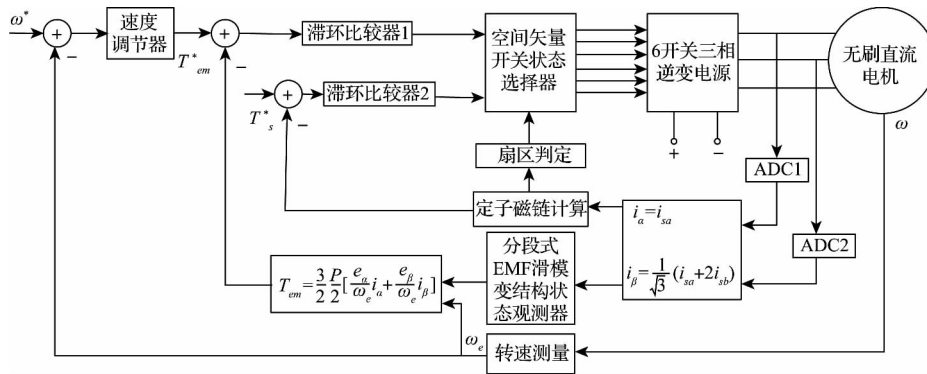 ω*
+
−
速度
调节器
T*em
+
−
滞环比较器1
T*s
+
−
滞环比较器2
空间矢量
开关状态
选择器
6开关三相
逆变电源
+ −
无刷直流
电机
ω
扇区判定
定子磁链计算
ADC1
ADC2
iα=isa
iβ=1/√3(isa+2isb)
分段式
EMF滑模
变结构状
态观测器
Tem=3/2 P/2[eα/ωe iα+eβ/ωe iβ]
ωe
转速测量